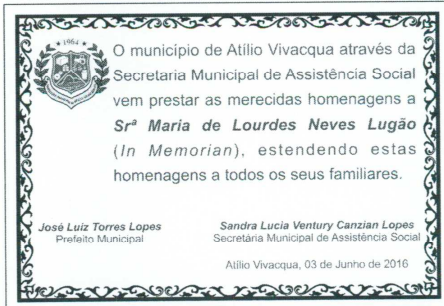 ★ 1964 ★
O municipio de Atílio Vivacqua através da
Secretaria Municipal de Assistência Social
vem prestar as merecidas homenagens a
Srª Maria de Lourdes Neves Lugão
(In Memorian), estendendo estas
homenagens a todos os seus familiares.
José Luiz Torres Lopes
Prefeito Municipal
Sandra Lucia Ventury Canzian Lopes
Secretária Municipal de Assistência Social
Atílio Vivacqua, 03 de Junho de 2016